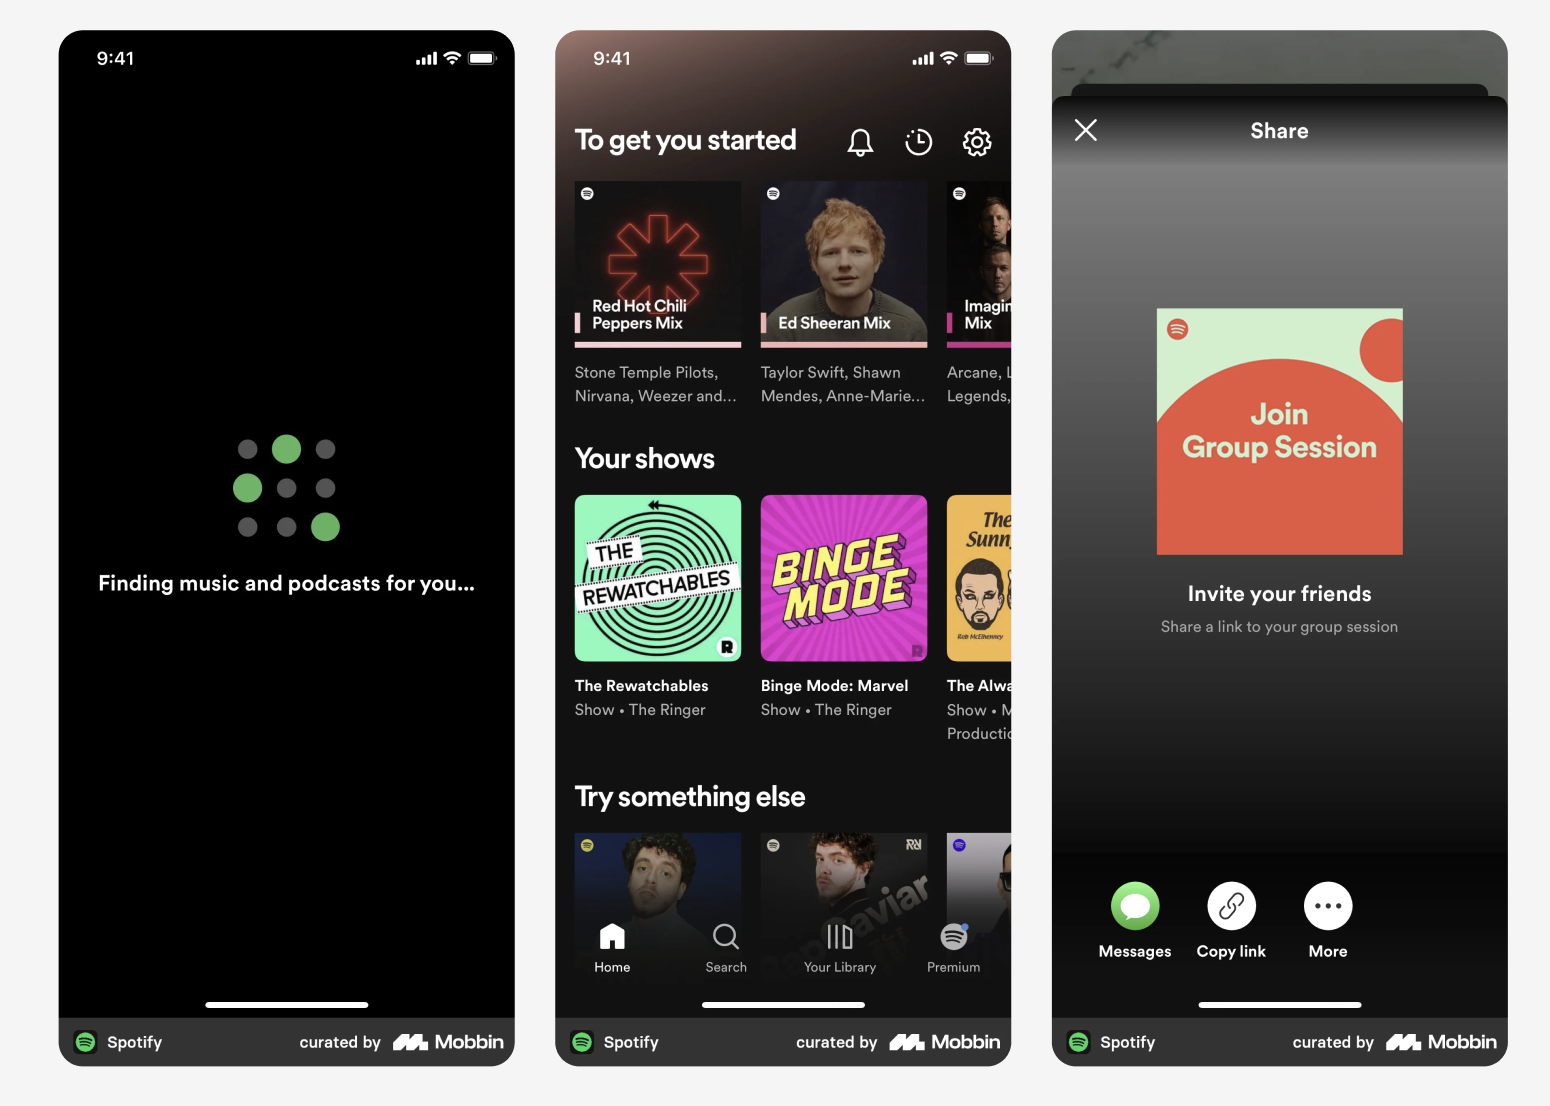 9:41
Finding music and podcasts for you...
Spotify
curated by Mobbin
9:41
To get you started
Red Hot Chili
Peppers Mix
Ed Sheeran Mix
Imagin
Mix
Stone Temple Pilots,
Nirvana, Weezer and...
Taylor Swift, Shawn
Mendes, Anne-Marie...
Arcane, L
Legends,
Your shows
THE
REWATCHABLES
R
BINGE
MODE
R
The
Sunn
Rob McElhenney
The Rewatchables
Show • The Ringer
Binge Mode: Marvel
Show • The Ringer
The Alwa
Show • M
Productio
Try something else
Caviar
Home
Search
Your Library
Premium
Spotify
curated by Mobbin
Share
Join
Group Session
Invite your friends
Share a link to your group session
Messages
Copy link
More
Spotify
curated by Mobbin